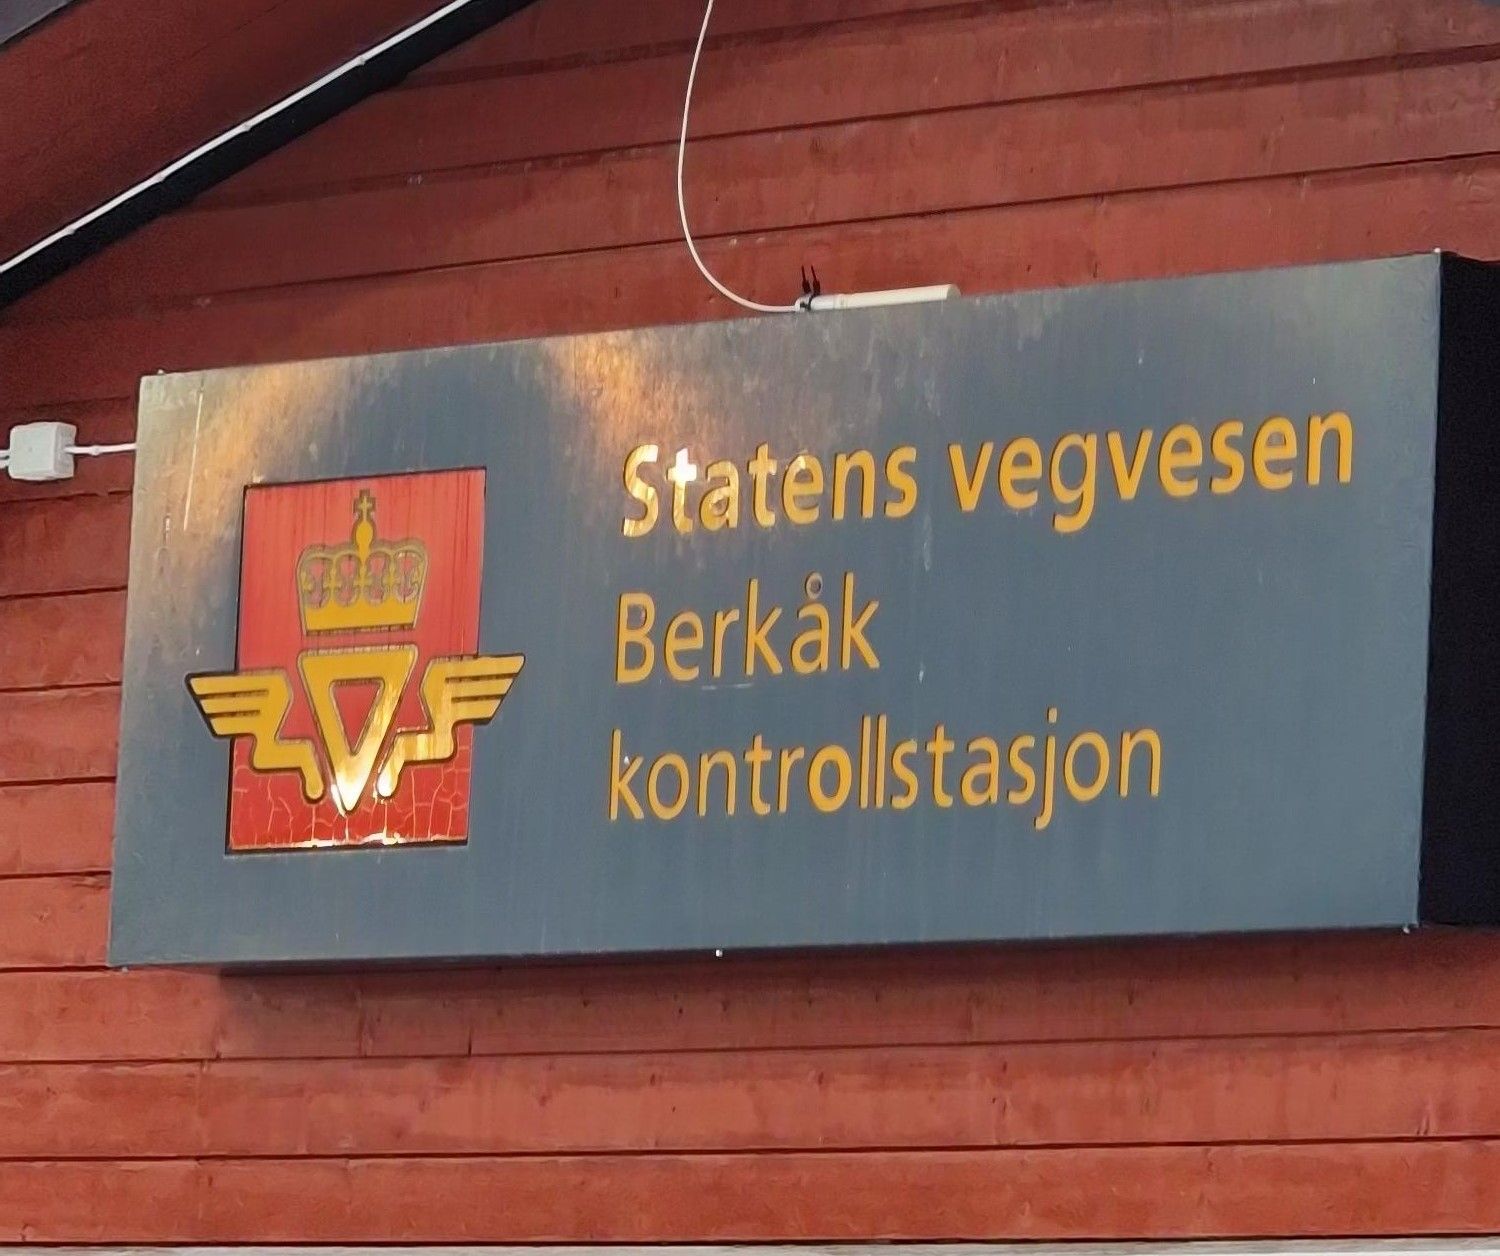 Statens vegvesen
Berkåk
kontrollstasjon